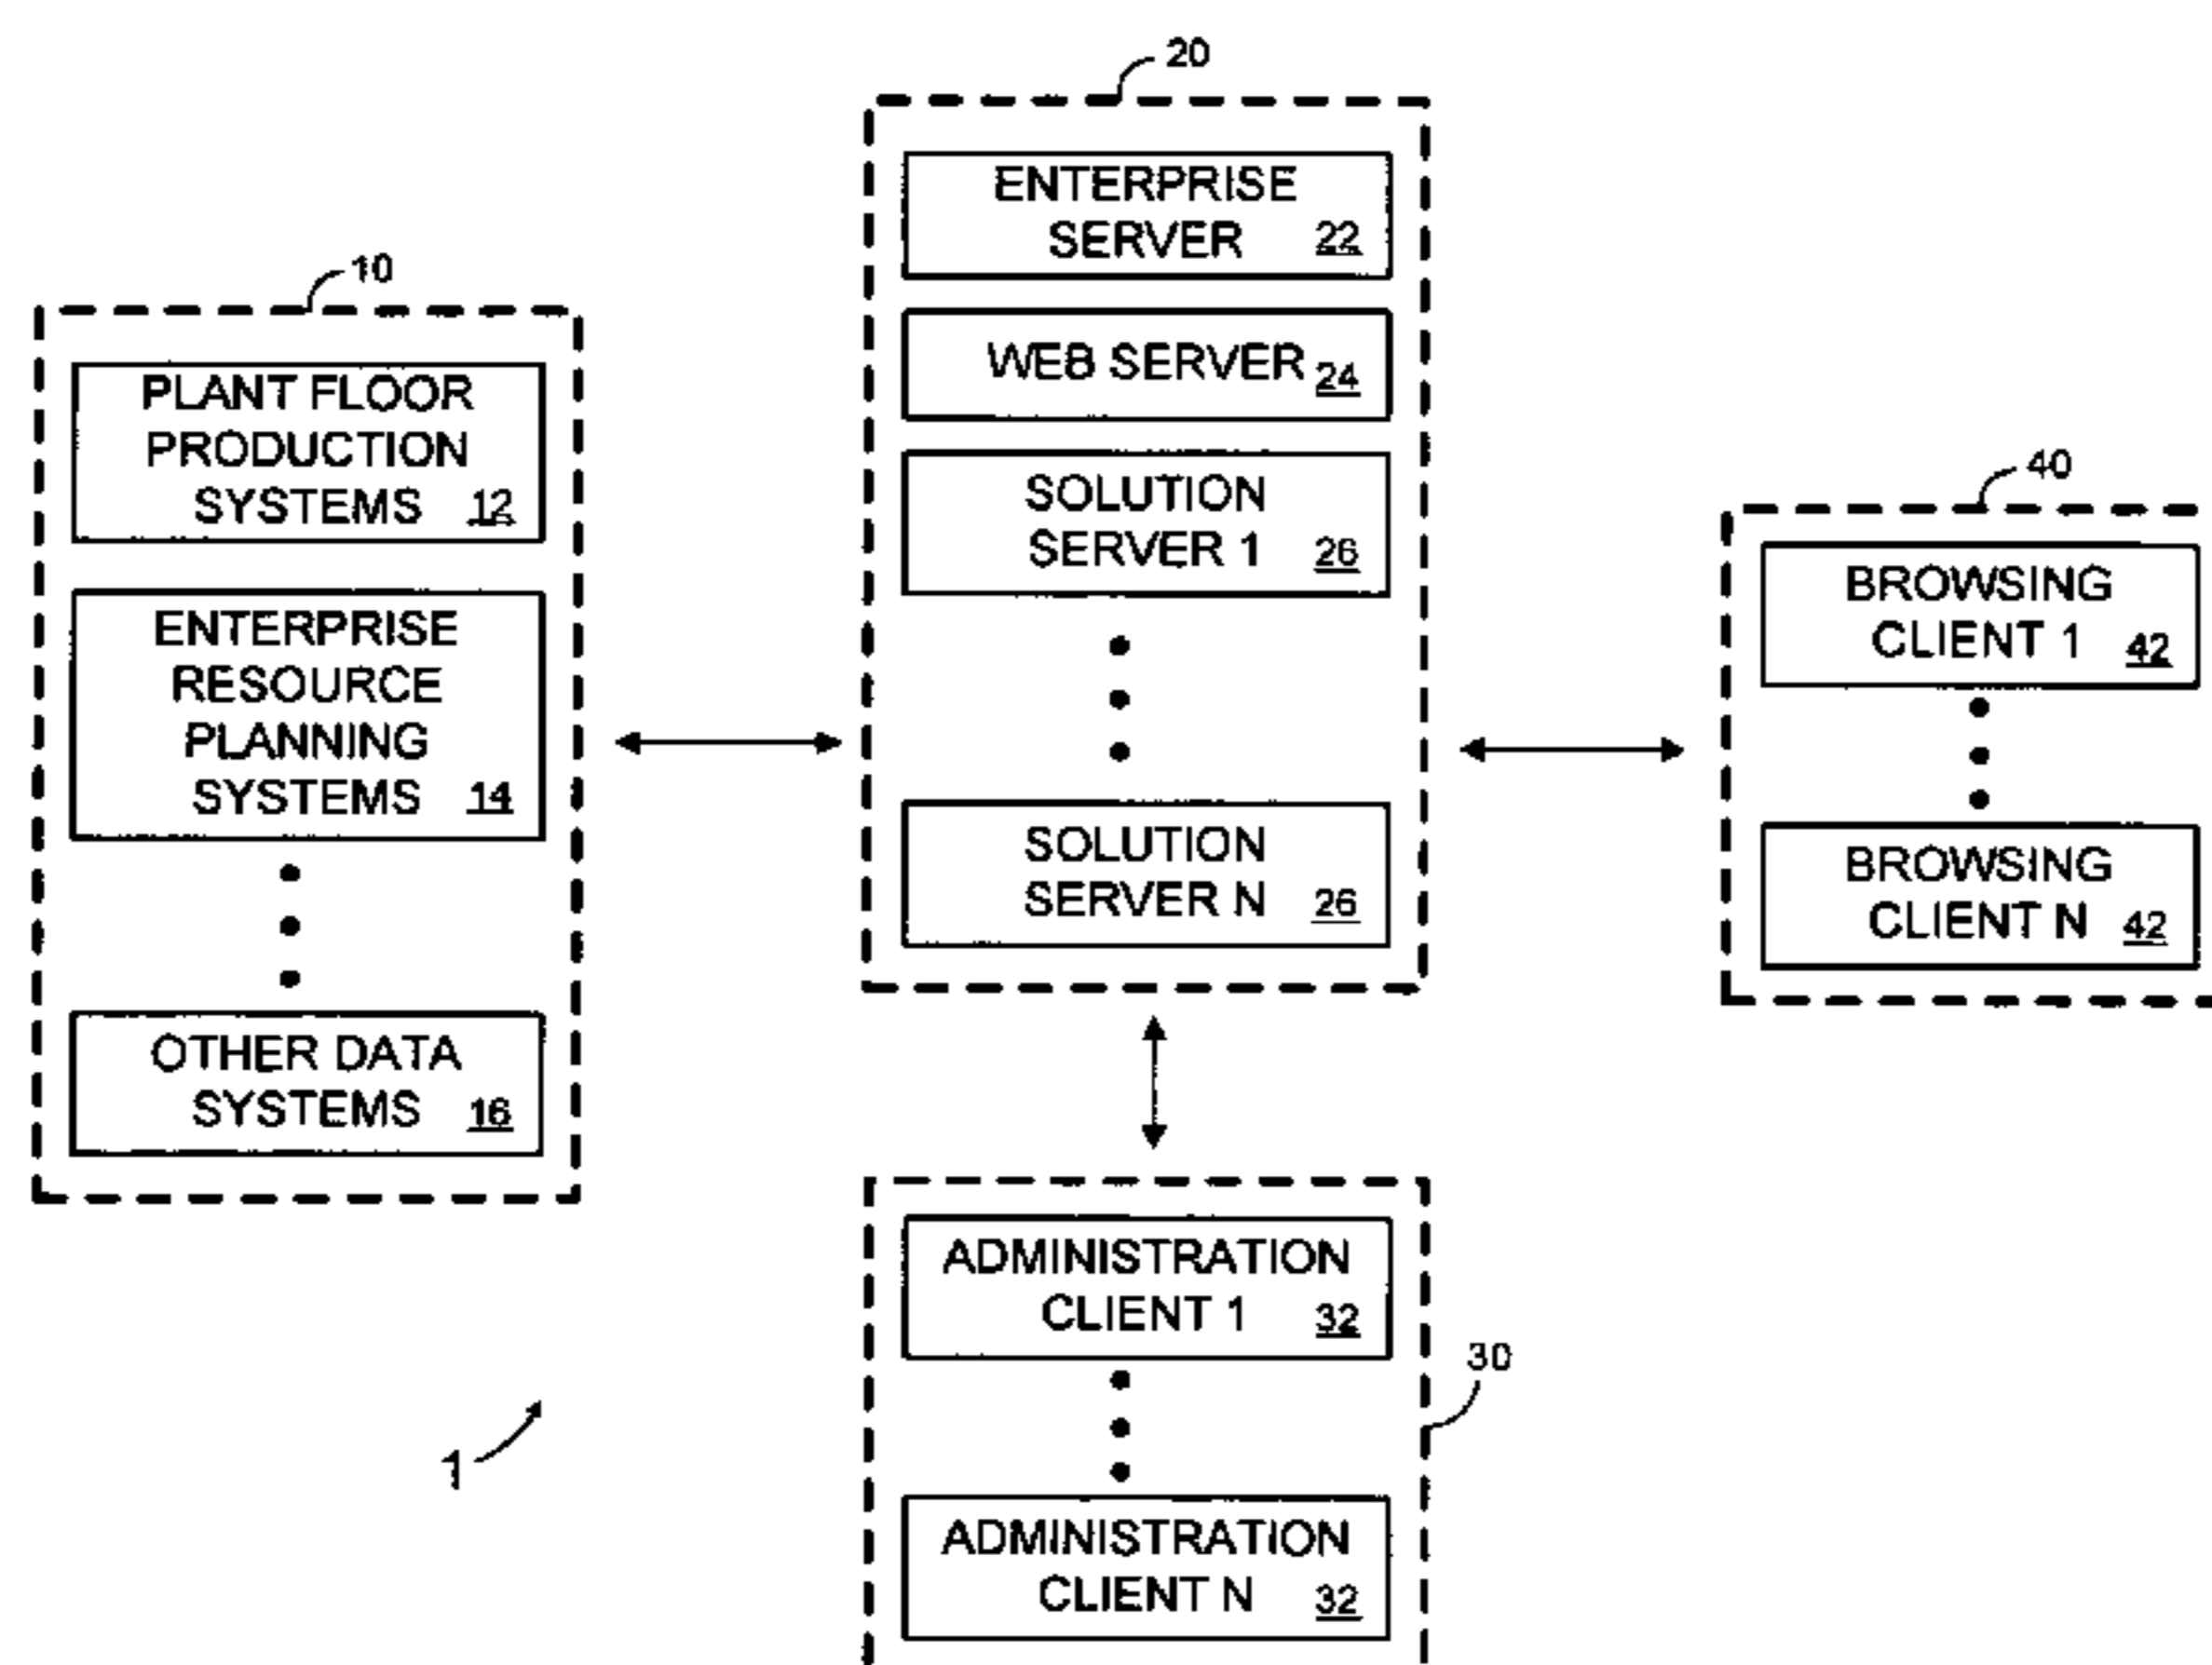 20
ENTERPRISE
SERVER 22
WEB SERVER 24
SOLUTION
SERVER 1 26
SOLUTION
SERVER N 26
10
PLANT FLOOR
PRODUCTION
SYSTEMS 12
ENTERPRISE
RESOURCE
PLANNING
SYSTEMS 14
OTHER DATA
SYSTEMS 16
40
BROWSING
CLIENT 1 42
BROWSING
CLIENT N 42
ADMINISTRATION
CLIENT 1 32
ADMINISTRATION
CLIENT N 32
30
1